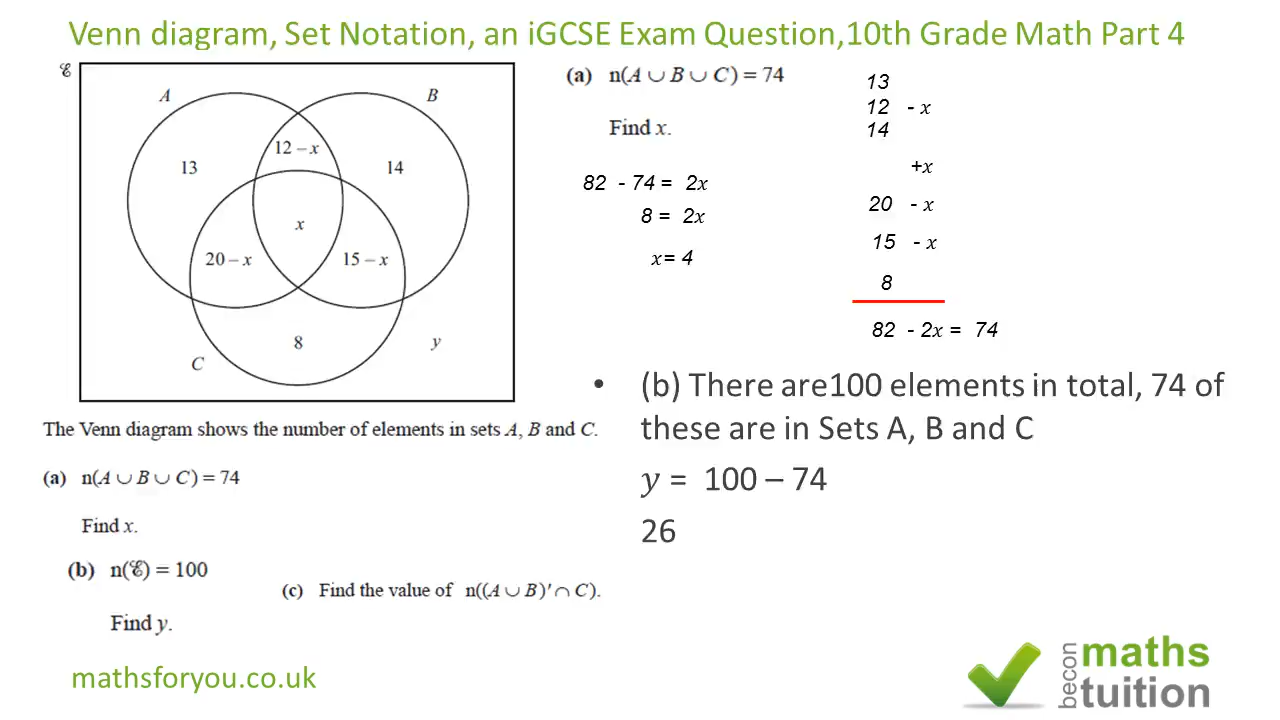 Venn diagram, Set Notation, an iGCSE Exam Question,10th Grade Math Part 4
ℰ
A
B
13
12 – x
14
x
20 – x
15 – x
8
C
y
The Venn diagram shows the number of elements in sets A, B and C.
(a) n(A ∪ B ∪ C) = 74
Find x.
(b) n(ℰ) = 100
Find y.
(c) Find the value of n((A ∪ B)′ ∩ C).
(a) n(A ∪ B ∪ C) = 74
Find x.
82 - 74 = 2x
8 = 2x
x = 4
13
12 - x
14
+x
20 - x
15 - x
8
82 - 2x = 74
• (b) There are100 elements in total, 74 of
these are in Sets A, B and C
y = 100 – 74
26
mathsforyou.co.uk
becon
maths
tuition